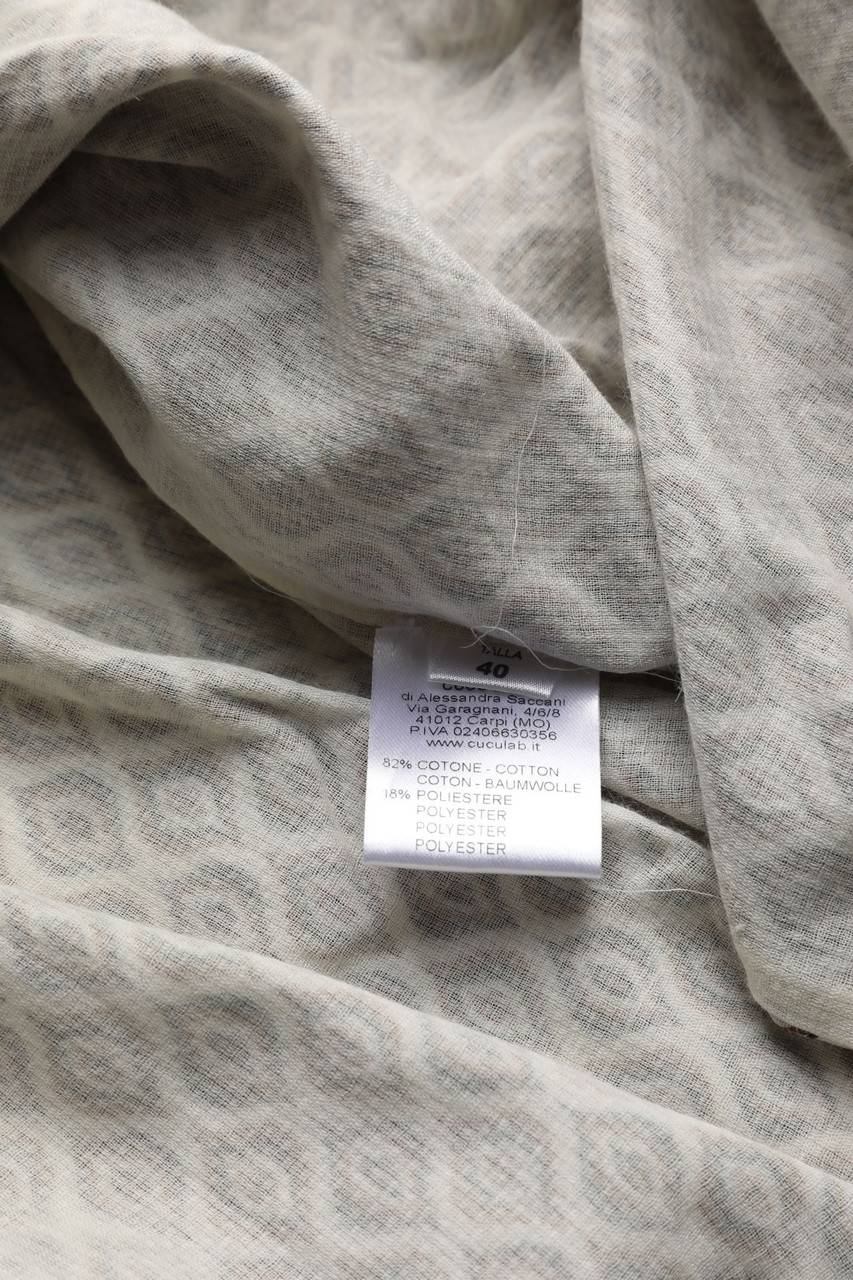 TALLA
40
di Alessandra Saccani
Via Garagnani, 4/6/8
41012 Carpi (MO)
P.IVA 02406630356
www.cuculab.it
82% COTONE - COTTON
COTON - BAUMWOLLE
18% POLIESTERE
POLYESTER
POLYESTER
POLYESTER